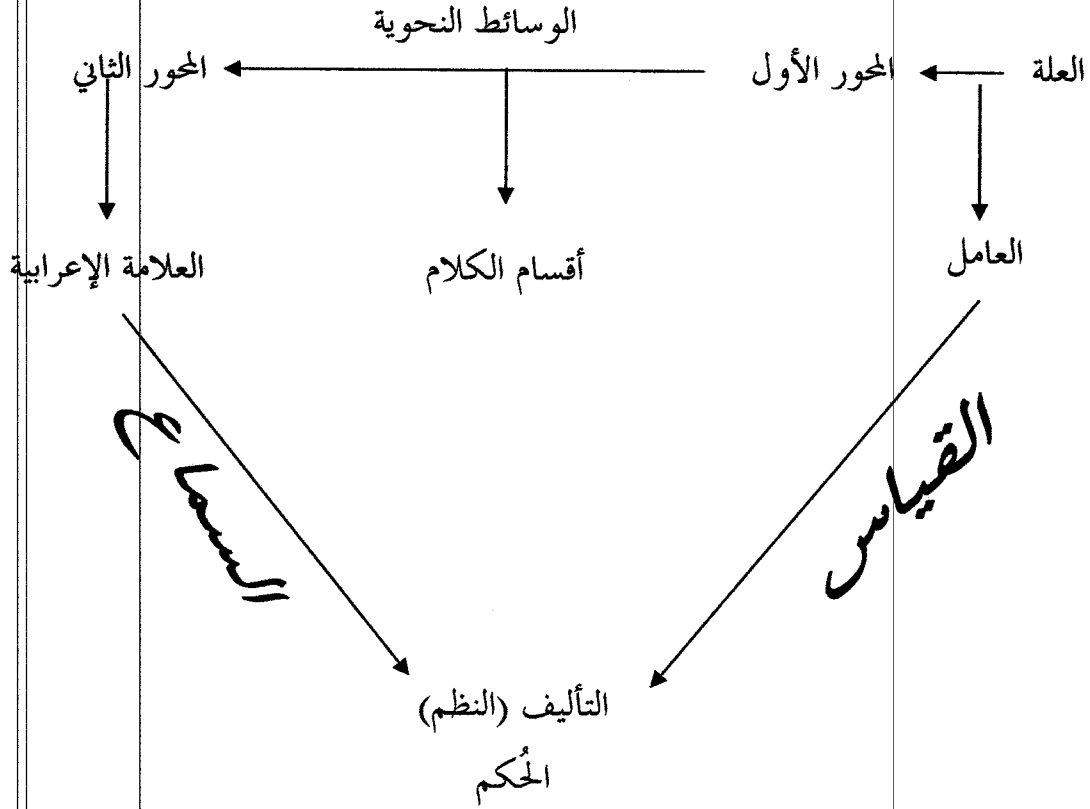 الوسائط النحوية
العلة المحور الأول المحور الثاني
العامل أقسام الكلام العلامة الإعرابية
القياس
السماع
التأليف (النظم)
الحُكم